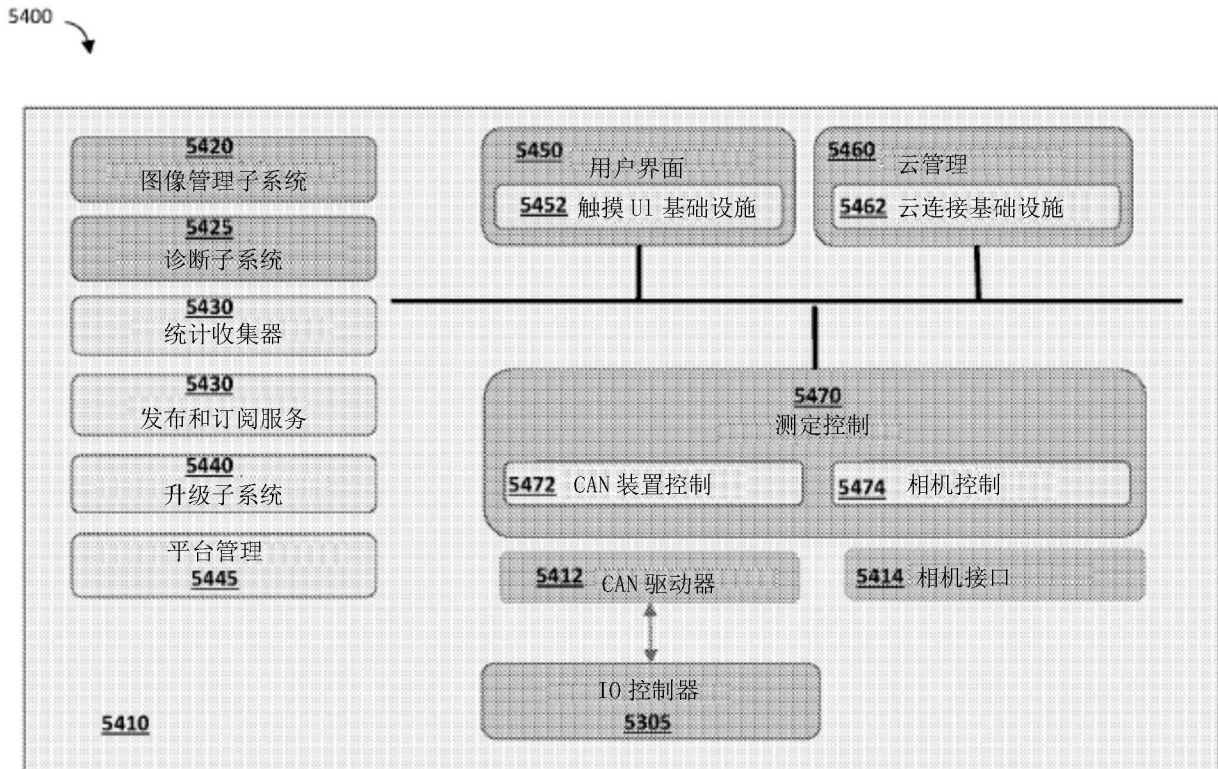 5400
5420
图像管理子系统
5425
诊断子系统
5430
统计收集器
5430
发布和订阅服务
5440
升级子系统
平台管理
5445
5410
5450
用户界面
5452 触摸 U1 基础设施
5460
云管理
5462 云连接基础设施
5470
测定控制
5472 CAN 装置控制
5474 相机控制
5412 CAN 驱动器
5414 相机接口
IO 控制器
5305